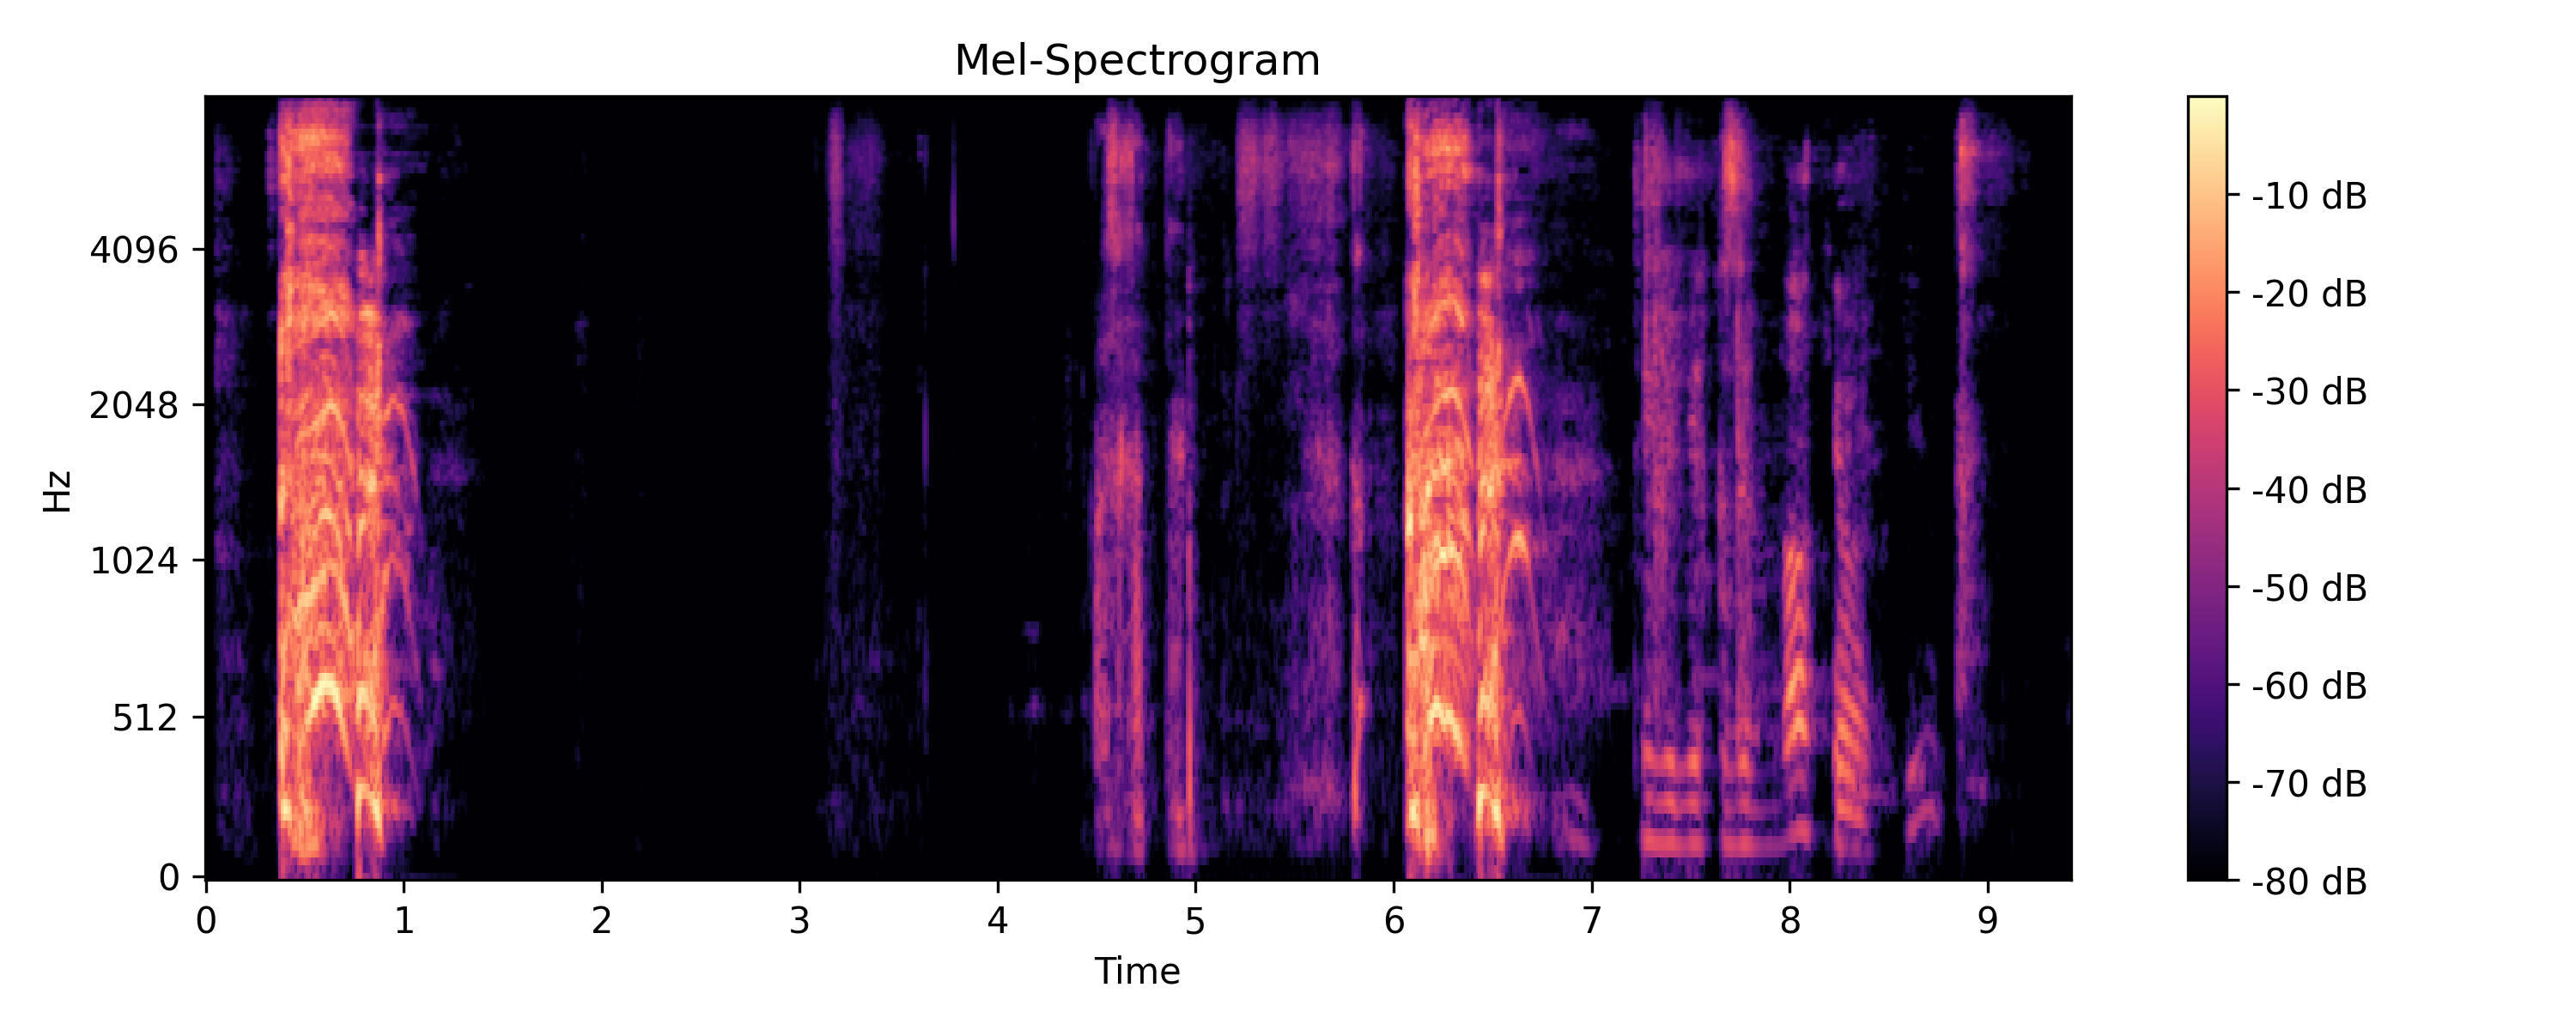 Mel-Spectrogram
Hz
4096
2048
1024
512
0
0 1 2 3 4 5 6 7 8 9
Time
-10 dB
-20 dB
-30 dB
-40 dB
-50 dB
-60 dB
-70 dB
-80 dB